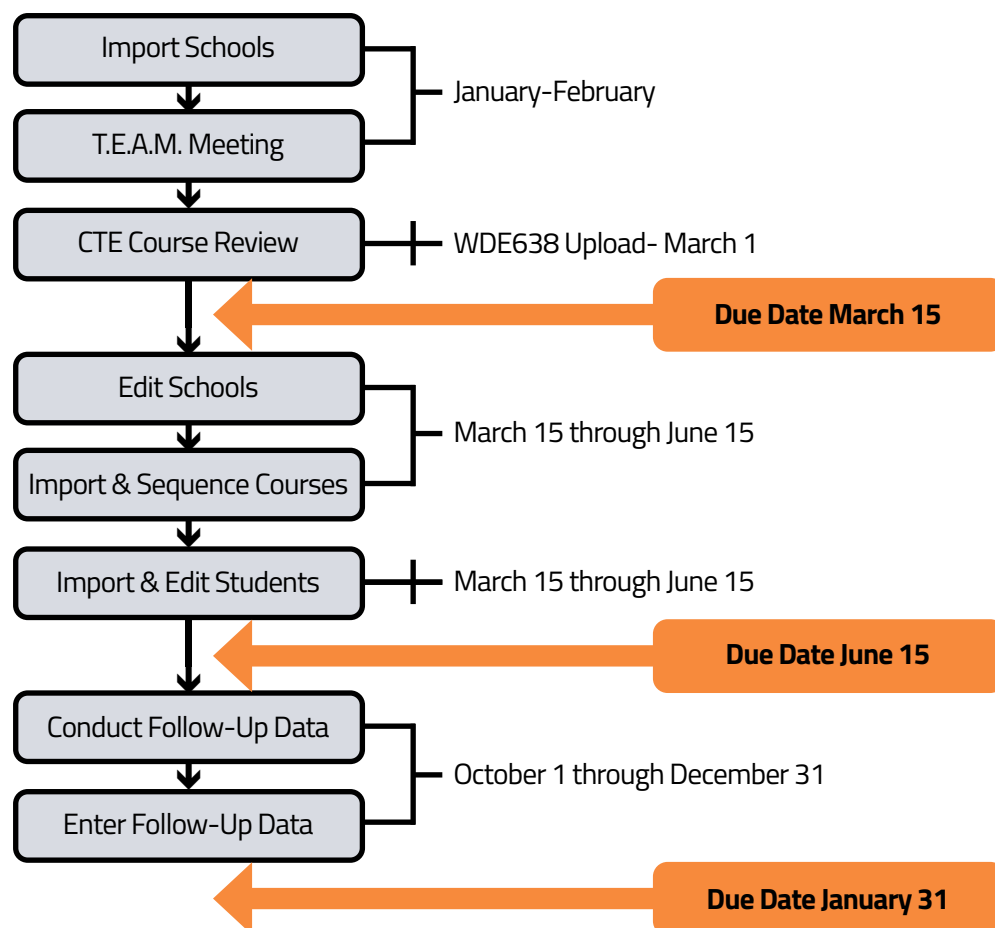 Import Schools
January-February
T.E.A.M. Meeting
CTE Course Review
WDE638 Upload- March 1
Due Date March 15
Edit Schools
March 15 through June 15
Import & Sequence Courses
Import & Edit Students
March 15 through June 15
Due Date June 15
Conduct Follow-Up Data
October 1 through December 31
Enter Follow-Up Data
Due Date January 31